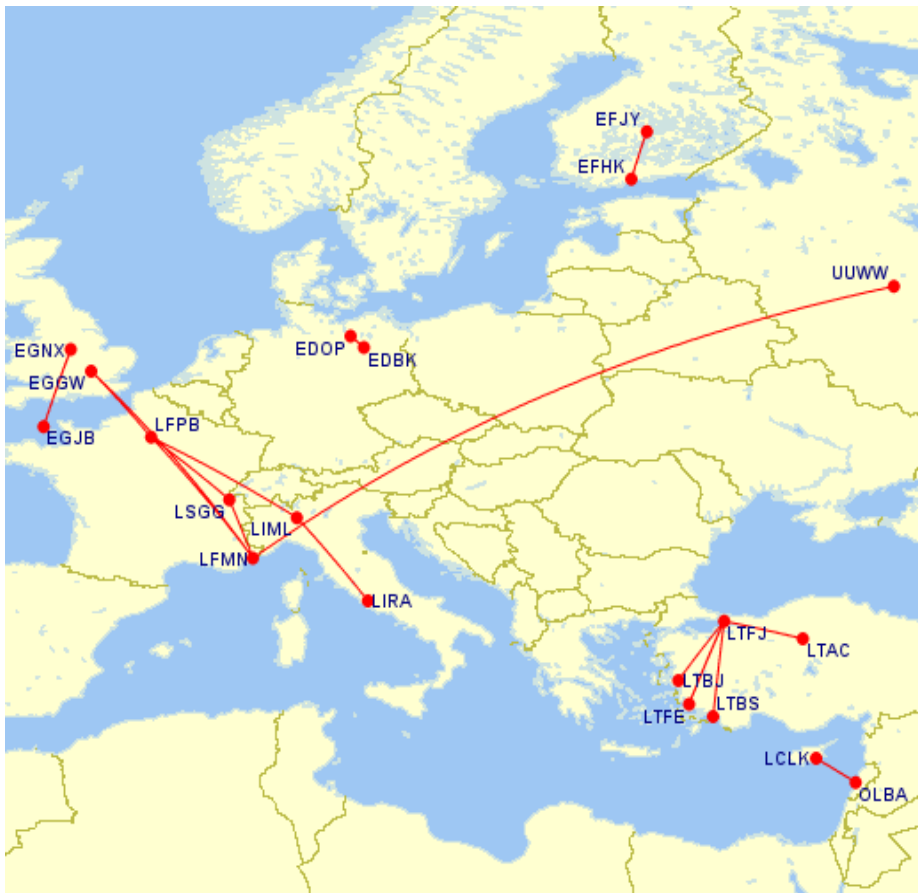 EFJY
EFHK
UUWW
EDOP
EDBK
EGNX
EGGW
EGJB
LFPB
LSGG
LIML
LFMN
LIRA
LTFJ
LTAC
LTBJ
LTBS
LTFE
LCLK
OLBA